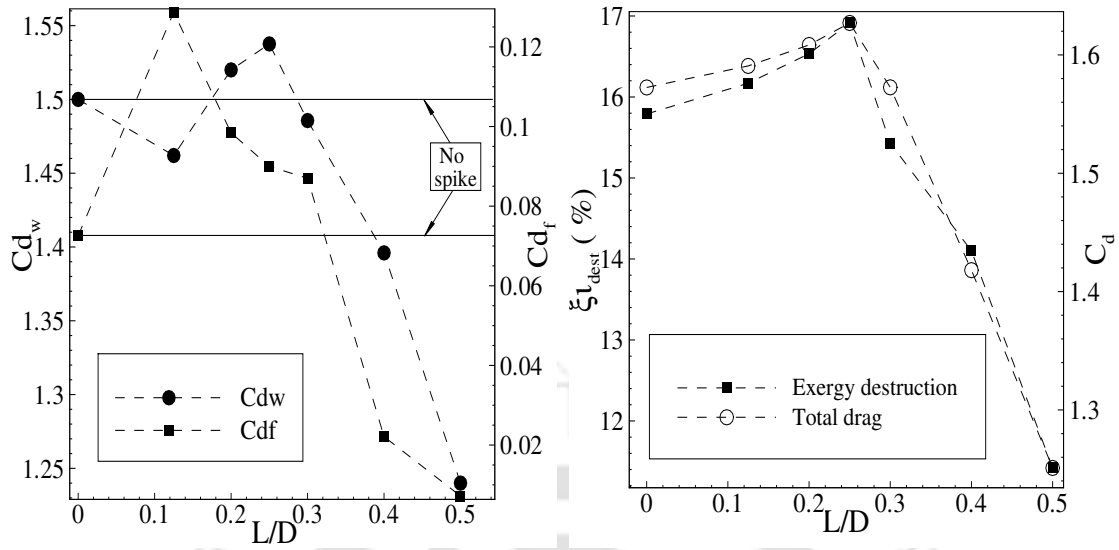 1.55
1.5
1.45
1.4
1.35
1.3
1.25
Cd_w
0.12
0.1
0.08
0.06
0.04
0.02
Cd_f
No
spike
Cdw
Cdf
0
0.1
0.2
0.3
0.4
0.5
L/D
17
16
15
14
13
12
ξι_dest ( %)
1.6
1.5
1.4
1.3
C_d
Exergy destruction
Total drag
0
0.1
0.2
0.3
0.4
0.5
L/D